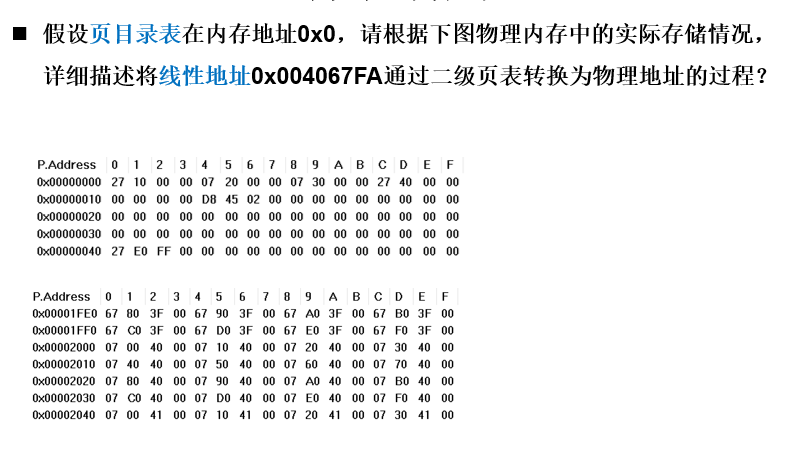 ■ 假设页目录表在内存地址0x0，请根据下图物理内存中的实际存储情况，
详细描述将线性地址0x004067FA通过二级页表转换为物理地址的过程？
P.Address 0 1 2 3 4 5 6 7 8 9 A B C D E F
0x00000000 27 10 00 00 07 20 00 00 07 30 00 00 27 40 00 00
0x00000010 00 00 00 00 D8 45 02 00 00 00 00 00 00 00 00 00
0x00000020 00 00 00 00 00 00 00 00 00 00 00 00 00 00 00 00
0x00000030 00 00 00 00 00 00 00 00 00 00 00 00 00 00 00 00
0x00000040 27 E0 FF 00 00 00 00 00 00 00 00 00 00 00 00 00
P.Address 0 1 2 3 4 5 6 7 8 9 A B C D E F
0x00001FE0 67 80 3F 00 67 90 3F 00 67 A0 3F 00 67 B0 3F 00
0x00001FF0 67 C0 3F 00 67 D0 3F 00 67 E0 3F 00 67 F0 3F 00
0x00002000 07 00 40 00 07 10 40 00 07 20 40 00 07 30 40 00
0x00002010 07 40 40 00 07 50 40 00 07 60 40 00 07 70 40 00
0x00002020 07 80 40 00 07 90 40 00 07 A0 40 00 07 B0 40 00
0x00002030 07 C0 40 00 07 D0 40 00 07 E0 40 00 07 F0 40 00
0x00002040 07 00 41 00 07 10 41 00 07 20 41 00 07 30 41 00